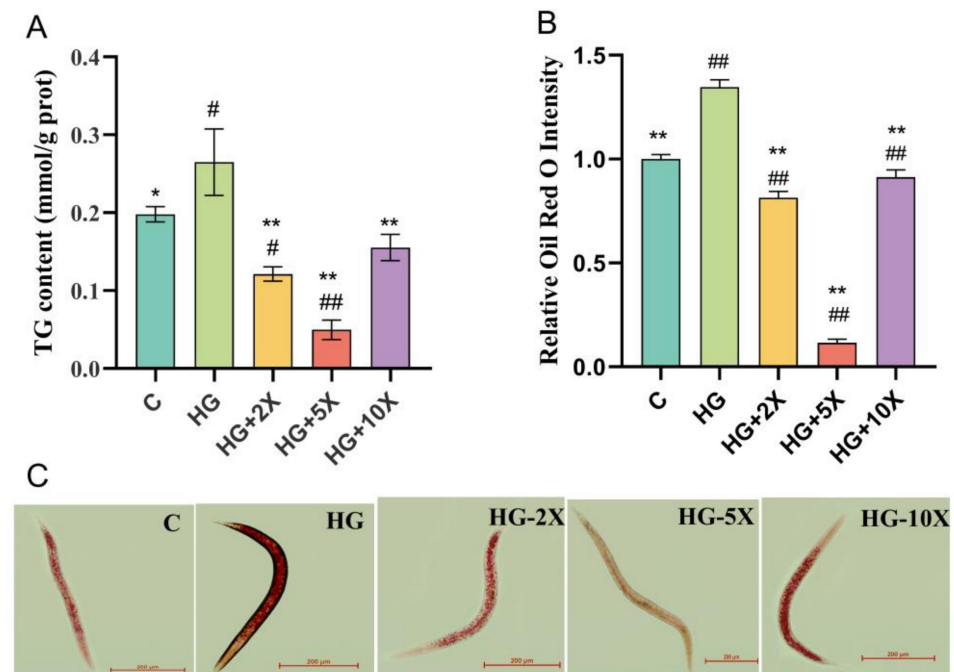 A
TG content (mmol/g prot)
0.4
0.3
0.2
0.1
0.0
*
#
**
#
**
##
**
C
HG
HG+2X
HG+5X
HG+10X
B
Relative Oil Red O Intensity
1.5
1.0
0.5
0.0
**
##
**
##
**
##
**
##
C
HG
HG+2X
HG+5X
HG+10X
C
C
HG
HG-2X
HG-5X
HG-10X
200 μm
200 μm
200 μm
200 μm